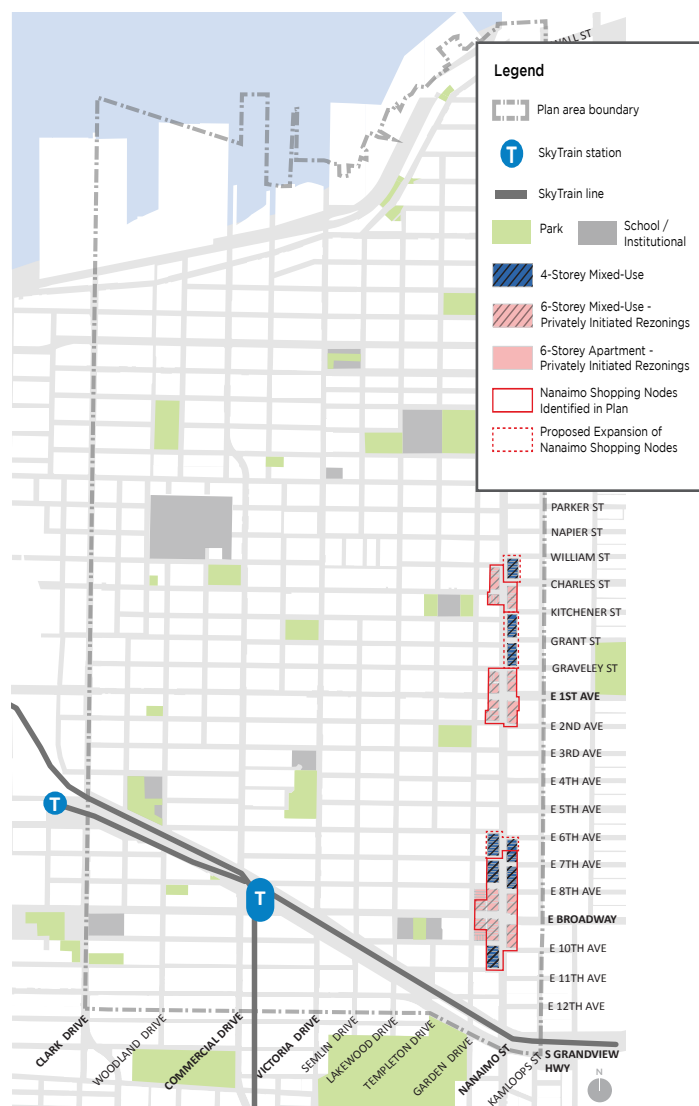 WALL ST
Legend
Plan area boundary
T
SkyTrain station
SkyTrain line
Park
School /
Institutional
4-Storey Mixed-Use
6-Storey Mixed-Use -
Privately Initiated Rezonings
6-Storey Apartment -
Privately Initiated Rezonings
Nanaimo Shopping Nodes
Identified in Plan
Proposed Expansion of
Nanaimo Shopping Nodes
PARKER ST
NAPIER ST
WILLIAM ST
CHARLES ST
KITCHENER ST
GRANT ST
GRAVELEY ST
E 1ST AVE
E 2ND AVE
E 3RD AVE
E 4TH AVE
E 5TH AVE
E 6TH AVE
E 7TH AVE
E 8TH AVE
E BROADWAY
E 10TH AVE
E 11TH AVE
E 12TH AVE
S GRANDVIEW
HWY
T
T
CLARK DRIVE
WOODLAND DRIVE
COMMERCIAL DRIVE
VICTORIA DRIVE
SEMLIN DRIVE
LAKEWOOD DRIVE
TEMPLETON DRIVE
GARDEN DRIVE
NANAIMO ST
KAMLOOPS ST
N